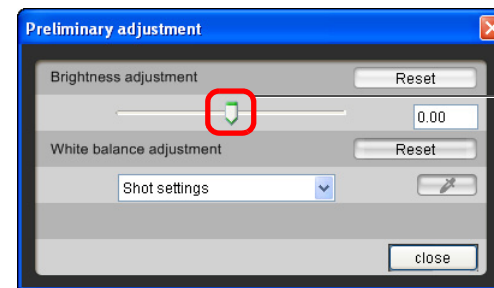 Preliminary adjustment
Brightness adjustment Reset
0.00
White balance adjustment Reset
Shot settings
close